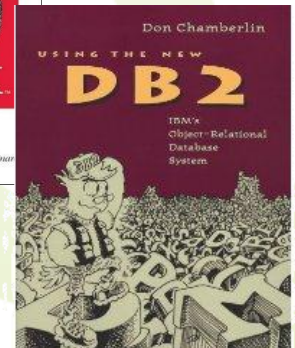 Don Chamberlin
USING THE NEW
DB2
IBM's
Object-Relational
Database
System